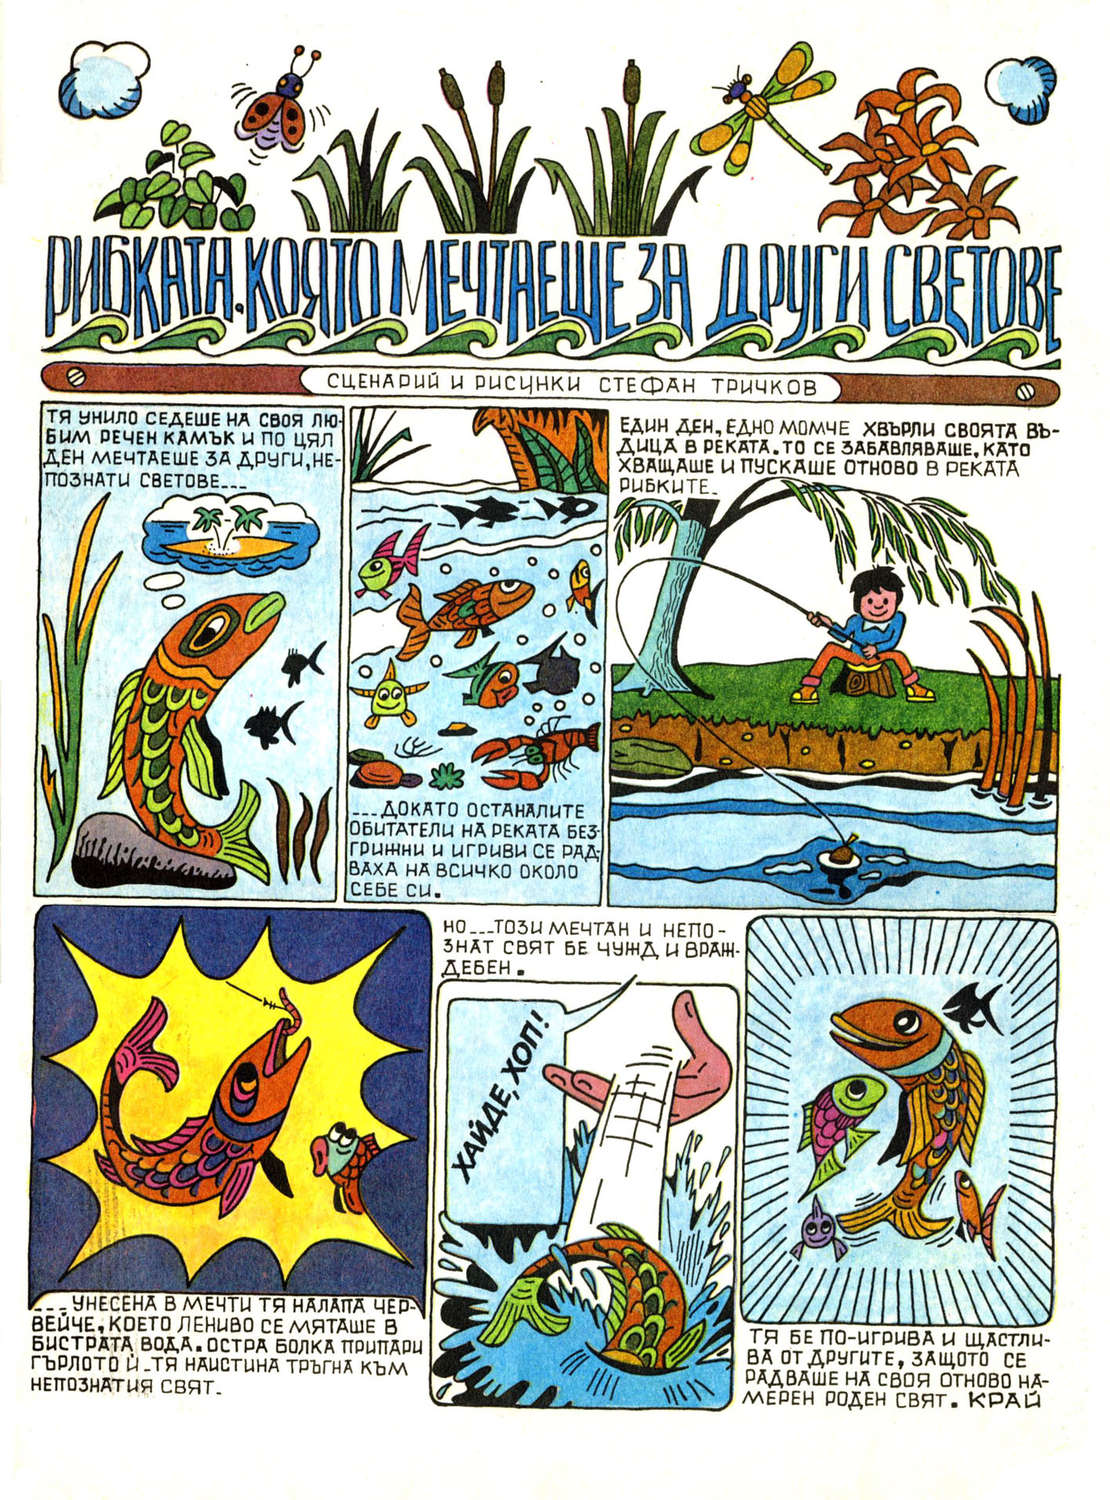 РИБКАТА, КОЯТО МЕЧТАЕШЕ ЗА ДРУГИ СВЕТОВЕ
СЦЕНАРИЙ И РИСУНКИ СТЕФАН ТРИЧКОВ
ТЯ УНИЛО СЕДЕШЕ НА СВОЯ ЛЮ-
БИМ РЕЧЕН КАМЪК И ПО ЦЯЛ
ДЕН МЕЧТАЕШЕ ЗА ДРУГИ, НЕ-
ПОЗНАТИ СВЕТОВЕ...
...ДОКАТО ОСТАНАЛИТЕ
ОБИТАТЕЛИ НА РЕКАТА БЕЗ-
ГРИЖНИ И ИГРИВИ СЕ РАД-
ВАХА НА ВСИЧКО ОКОЛО
СЕБЕ СИ.
ЕДИН ДЕН, ЕДНО МОМЧЕ ХВЪРЛИ СВОЯТА ВЪ-
ДИЦА В РЕКАТА. ТО СЕ ЗАБАВЛЯВАШЕ, КАТО
ХВАЩАШЕ И ПУСКАШЕ ОТНОВО В РЕКАТА
РИБКИТЕ.
...УНЕСЕНА В МЕЧТИ ТЯ НАЛАПА ЧЕР-
ВЕЙЧЕ, КОЕТО ЛЕНИВО СЕ МЯТАШЕ В
БИСТРАТА ВОДА. ОСТРА БОЛКА ПРИПАРИ
ГЪРЛОТО Ѝ. ТЯ НАИСТИНА ТРЪГНА КЪМ
НЕПОЗНАТИЯ СВЯТ.
НО...ТОЗИ МЕЧТАН И НЕПО-
ЗНАТ СВЯТ БЕ ЧУЖД И ВРАЖ-
ДЕБЕН.
ХАЙДЕ, ХОП!
ТЯ БЕ ПО-ИГРИВА И ЩАСТЛИ-
ВА ОТ ДРУГИТЕ, ЗАЩОТО СЕ
РАДВАШЕ НА СВОЯ ОТНОВО НА-
МЕРЕН РОДЕН СВЯТ. КРАЙ